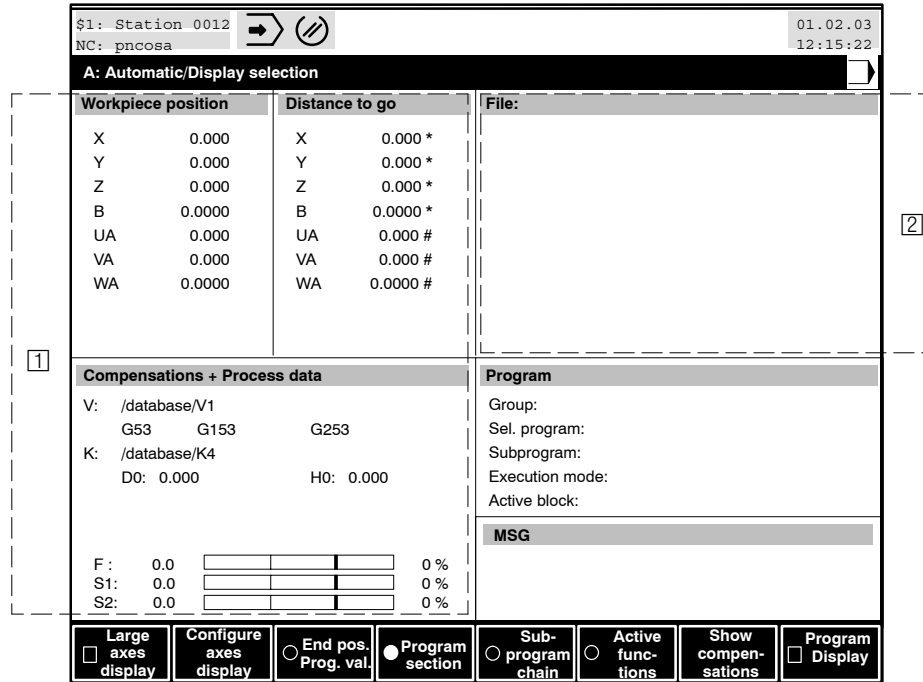 $1: Station 0012
NC: pncosa
01.02.03
12:15:22
A: Automatic/Display selection
Workpiece position
X 0.000
Y 0.000
Z 0.000
B 0.0000
UA 0.000
VA 0.000
WA 0.0000
Distance to go
X 0.000 *
Y 0.000 *
Z 0.000 *
B 0.0000 *
UA 0.000 #
VA 0.000 #
WA 0.0000 #
File:
1
2
Compensations + Process data
V: /database/V1
G53 G153 G253
K: /database/K4
D0: 0.000 H0: 0.000
F : 0.0 0 %
S1: 0.0 0 %
S2: 0.0 0 %
Program
Group:
Sel. program:
Subprogram:
Execution mode:
Active block:
MSG
Large
axes
display
Configure
axes
display
End pos.
Prog. val.
Program
section
Sub-
program
chain
Active
func-
tions
Show
compen-
sations
Program
Display